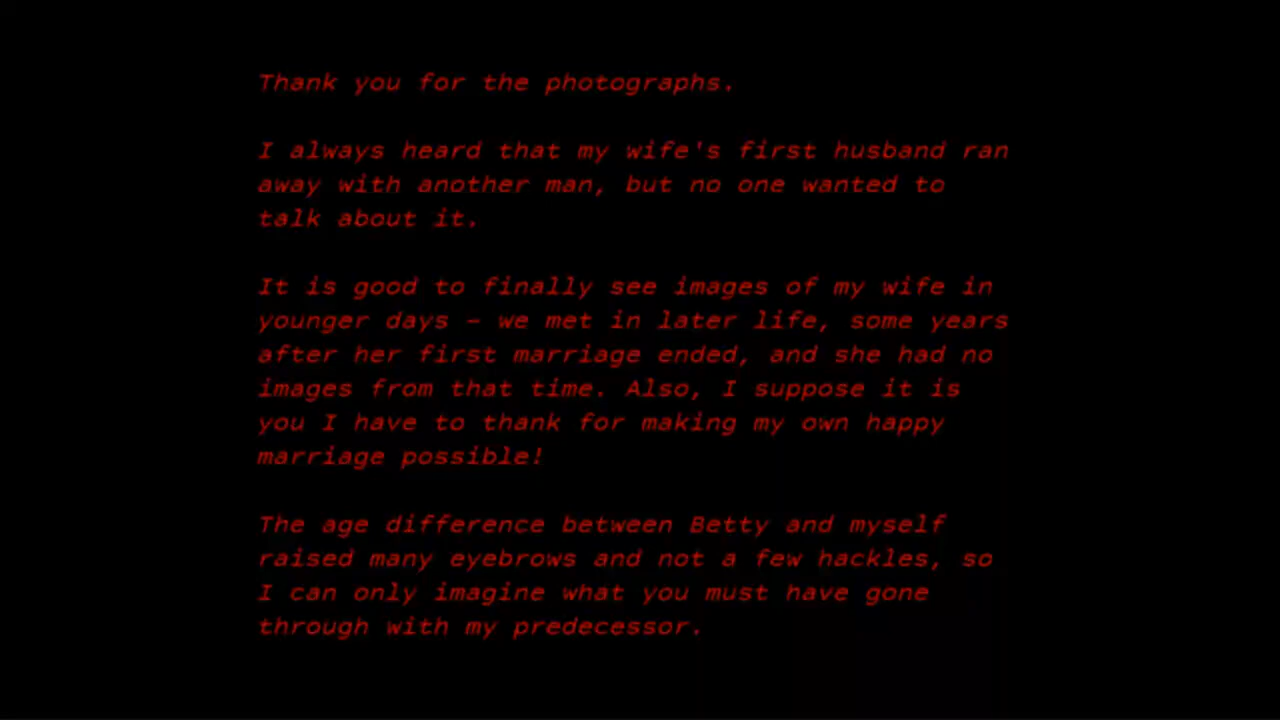 Thank you for the photographs.
I always heard that my wife's first husband ran
away with another man, but no one wanted to
talk about it.
It is good to finally see images of my wife in
younger days – we met in later life, some years
after her first marriage ended, and she had no
images from that time. Also, I suppose it is
you I have to thank for making my own happy
marriage possible!
The age difference between Betty and myself
raised many eyebrows and not a few hackles, so
I can only imagine what you must have gone
through with my predecessor.